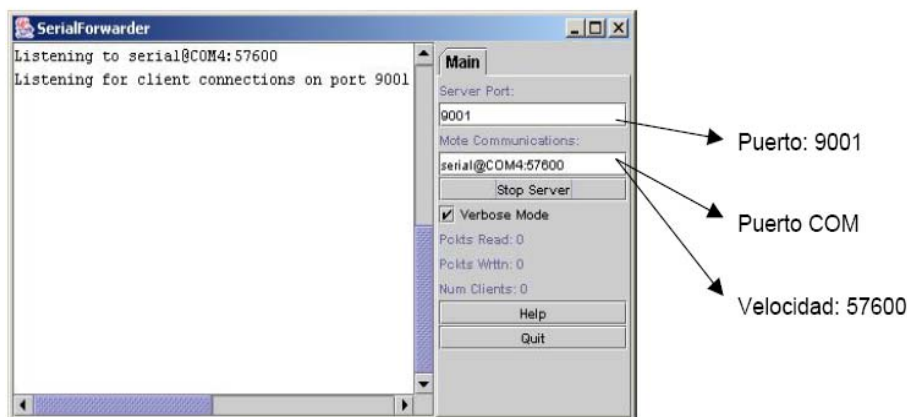 SerialForwarder
Listening to serial@COM4:57600
Listening for client connections on port 9001
Main
Server Port:
9001
Mote Communications:
serial@COM4:57600
Stop Server
Verbose Mode
Pckts Read: 0
Pckts Wrttn: 0
Num Clients: 0
Help
Quit
Puerto: 9001
Puerto COM
Velocidad: 57600